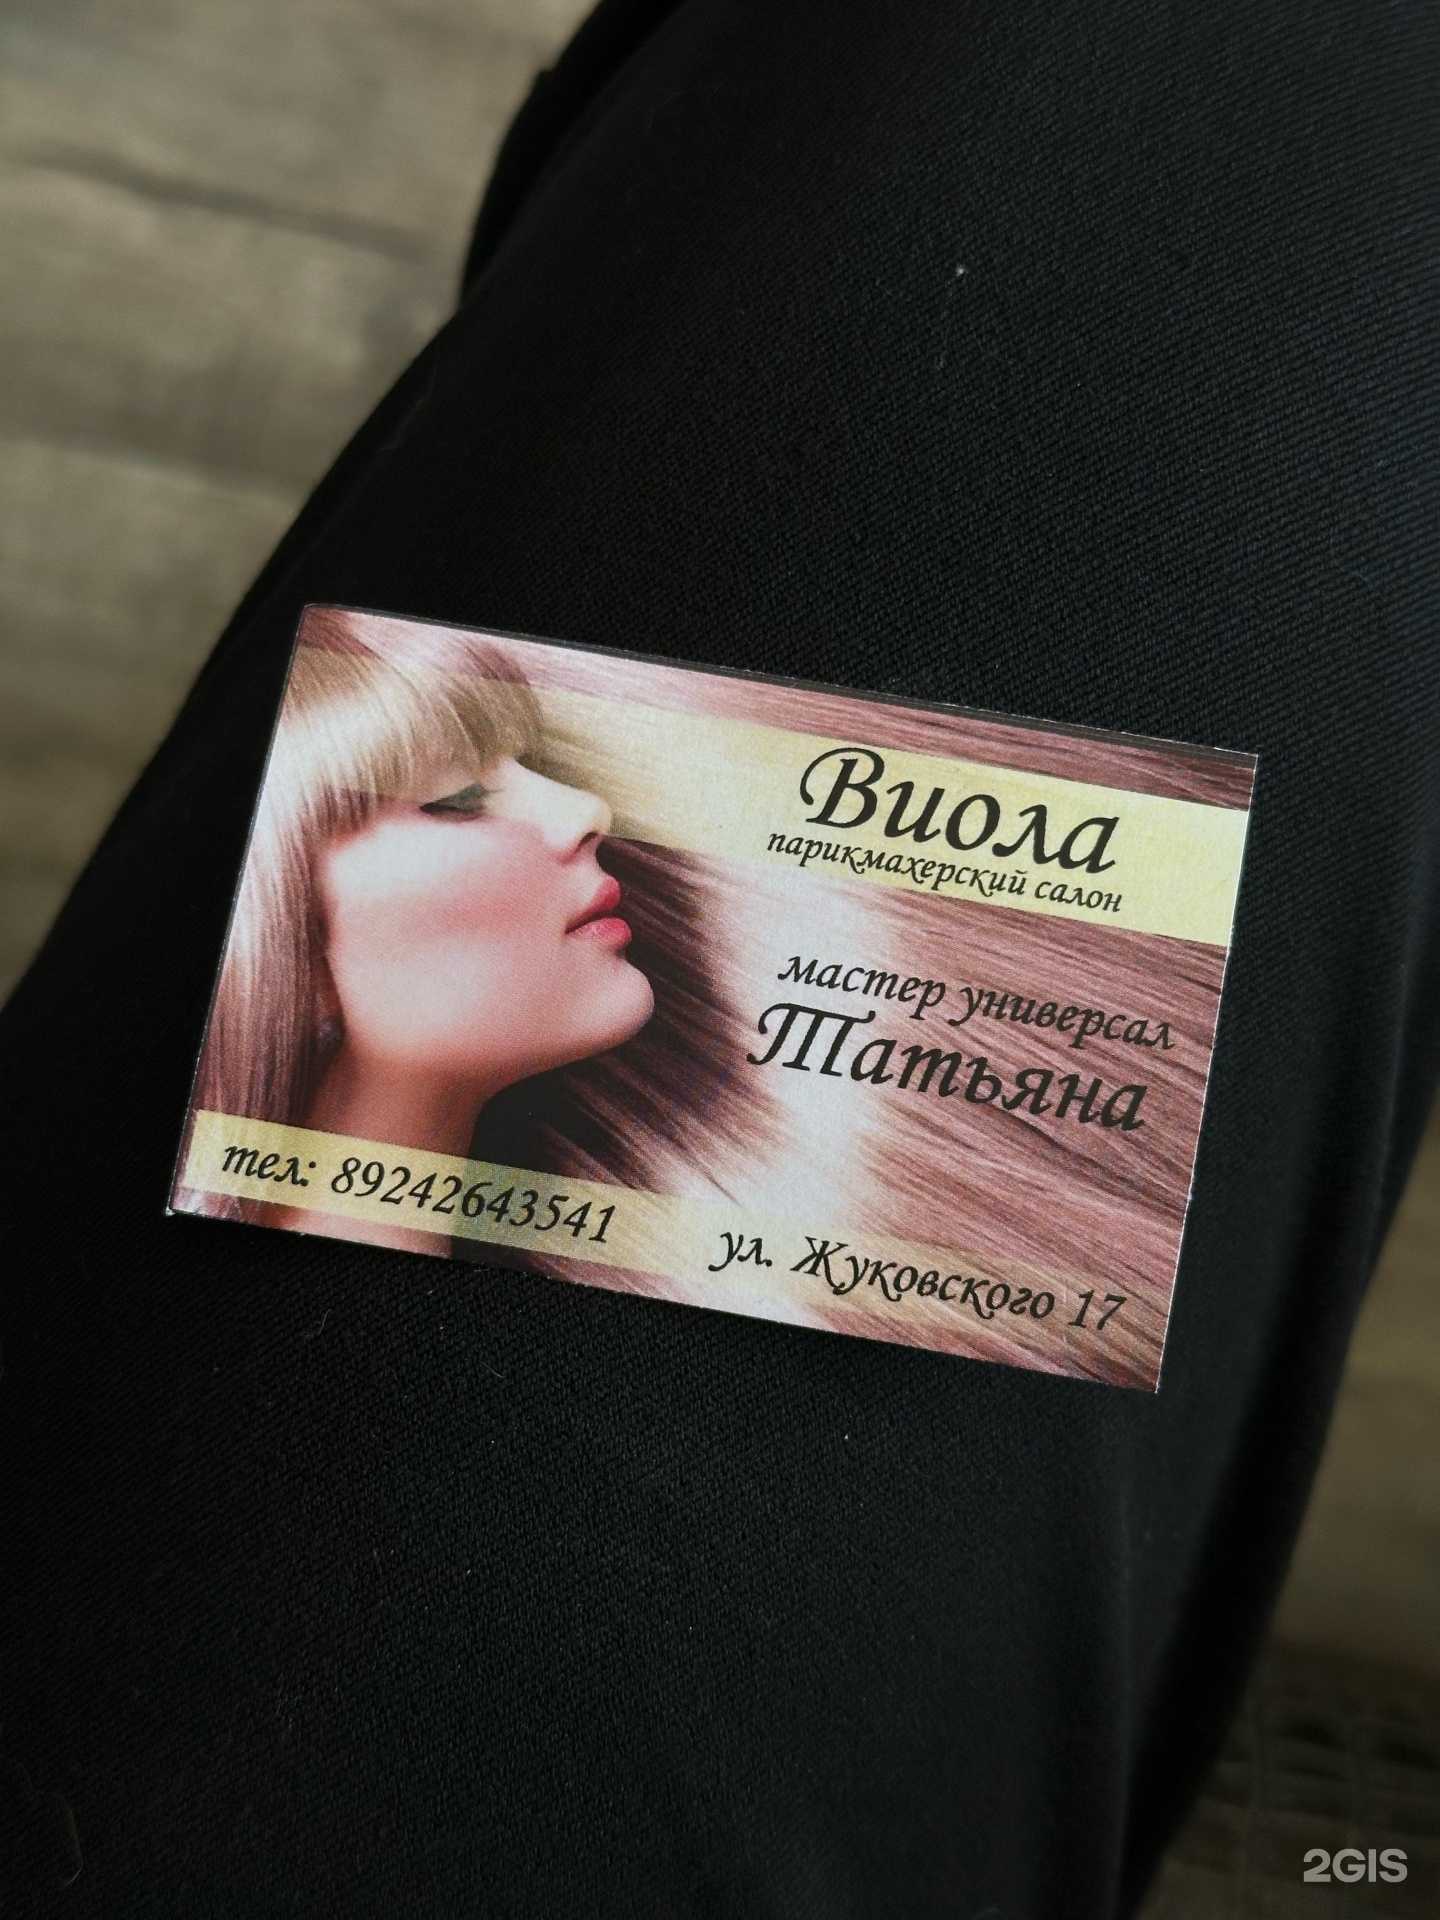 Виола
парикмахерский салон
мастер универсал
Татьяна
тел: 89242643541
ул. Жуковского 17
2GIS